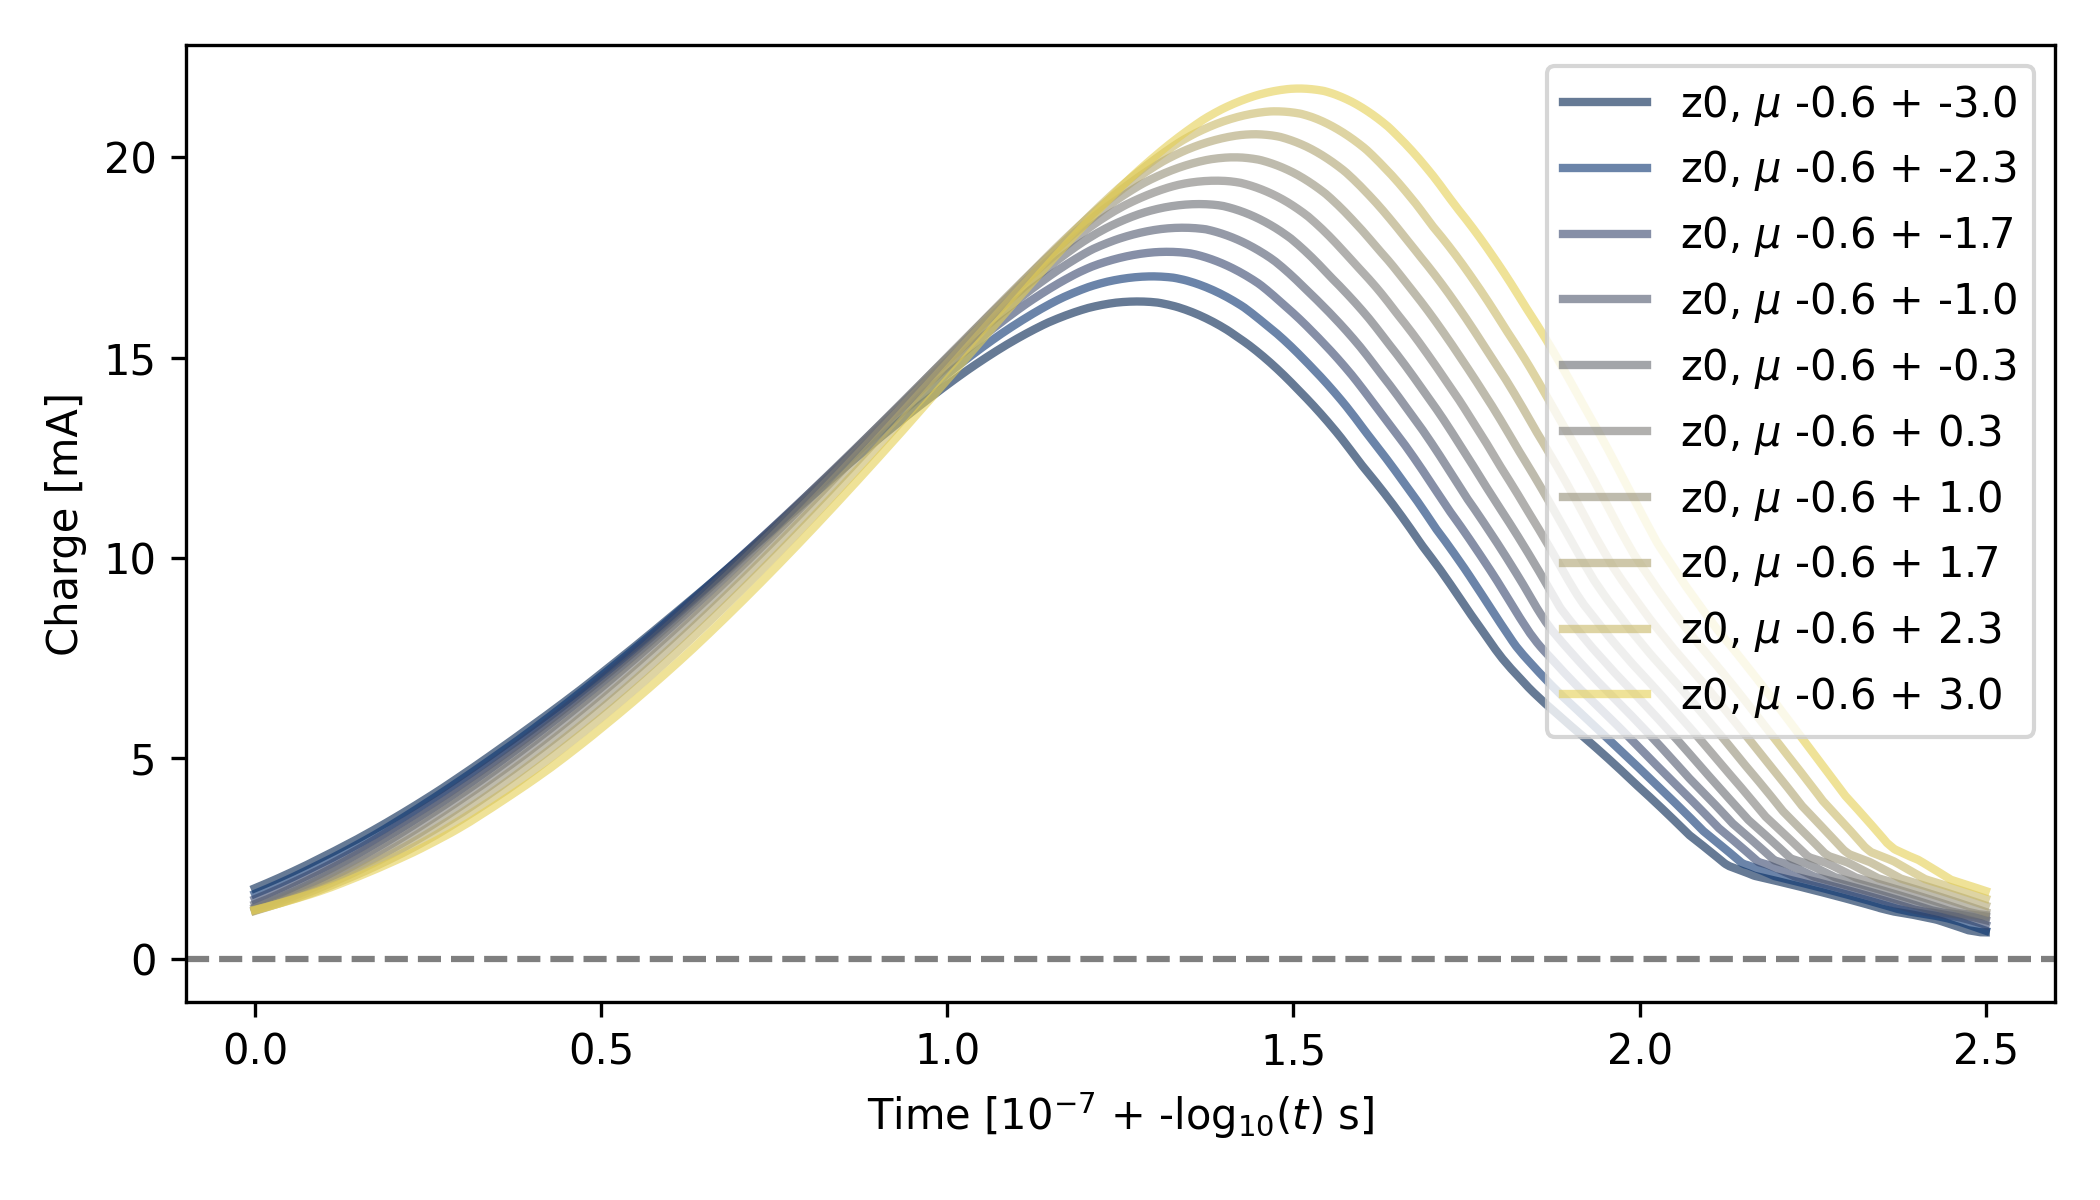 Charge [mA]
20
15
10
5
0
0.0 0.5 1.0 1.5 2.0 2.5
Time [10⁻⁷ + -log₁₀(t) s]
z0, μ -0.6 + -3.0
z0, μ -0.6 + -2.3
z0, μ -0.6 + -1.7
z0, μ -0.6 + -1.0
z0, μ -0.6 + -0.3
z0, μ -0.6 + 0.3
z0, μ -0.6 + 1.0
z0, μ -0.6 + 1.7
z0, μ -0.6 + 2.3
z0, μ -0.6 + 3.0